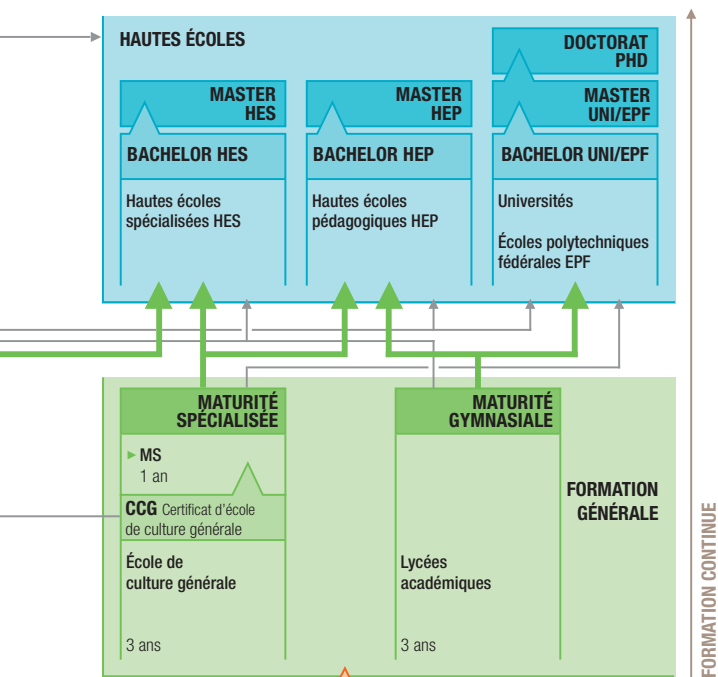 HAUTES ÉCOLES
DOCTORAT
PHD
MASTER
HES
MASTER
HEP
MASTER
UNI/EPF
BACHELOR HES
BACHELOR HEP
BACHELOR UNI/EPF
Hautes écoles
spécialisées HES
Hautes écoles
pédagogiques HEP
Universités
Écoles polytechniques
fédérales EPF
MATURITÉ
SPÉCIALISÉE
► MS
1 an
CCG Certificat d'école
de culture générale
École de
culture générale
3 ans
MATURITÉ
GYMNASIALE
Lycées
académiques
3 ans
FORMATION
GÉNÉRALE
FORMATION CONTINUE